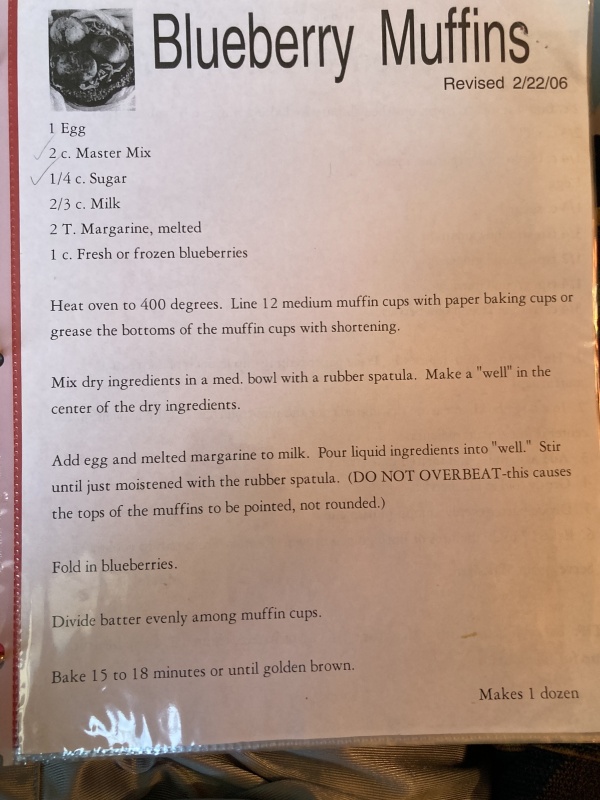 Blueberry Muffins
Revised 2/22/06
1 Egg
2 c. Master Mix
1/4 c. Sugar
2/3 c. Milk
2 T. Margarine, melted
1 c. Fresh or frozen blueberries
Heat oven to 400 degrees. Line 12 medium muffin cups with paper baking cups or
grease the bottoms of the muffin cups with shortening.
Mix dry ingredients in a med. bowl with a rubber spatula. Make a "well" in the
center of the dry ingredients.
Add egg and melted margarine to milk. Pour liquid ingredients into "well." Stir
until just moistened with the rubber spatula. (DO NOT OVERBEAT-this causes
the tops of the muffins to be pointed, not rounded.)
Fold in blueberries.
Divide batter evenly among muffin cups.
Bake 15 to 18 minutes or until golden brown.
Makes 1 dozen